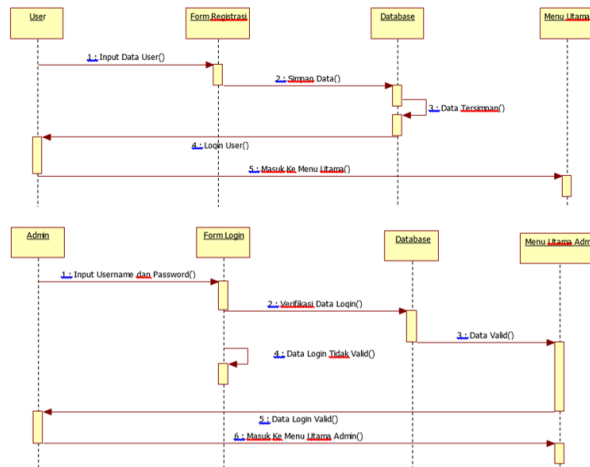 User
Form Registrasi
Database
Menu Utama
1 : Input Data User()
2 : Simpan Data()
3 : Data Tersimpan()
4 : Login User()
5 : Masuk Ke Menu Utama()
Admin
Form Login
Database
Menu Utama Adm
1 : Input Username dan Password()
2 : Verifikasi Data Login()
3 : Data Valid()
4 : Data Login Tidak Valid()
5 : Data Login Valid()
6 : Masuk Ke Menu Utama Admin()